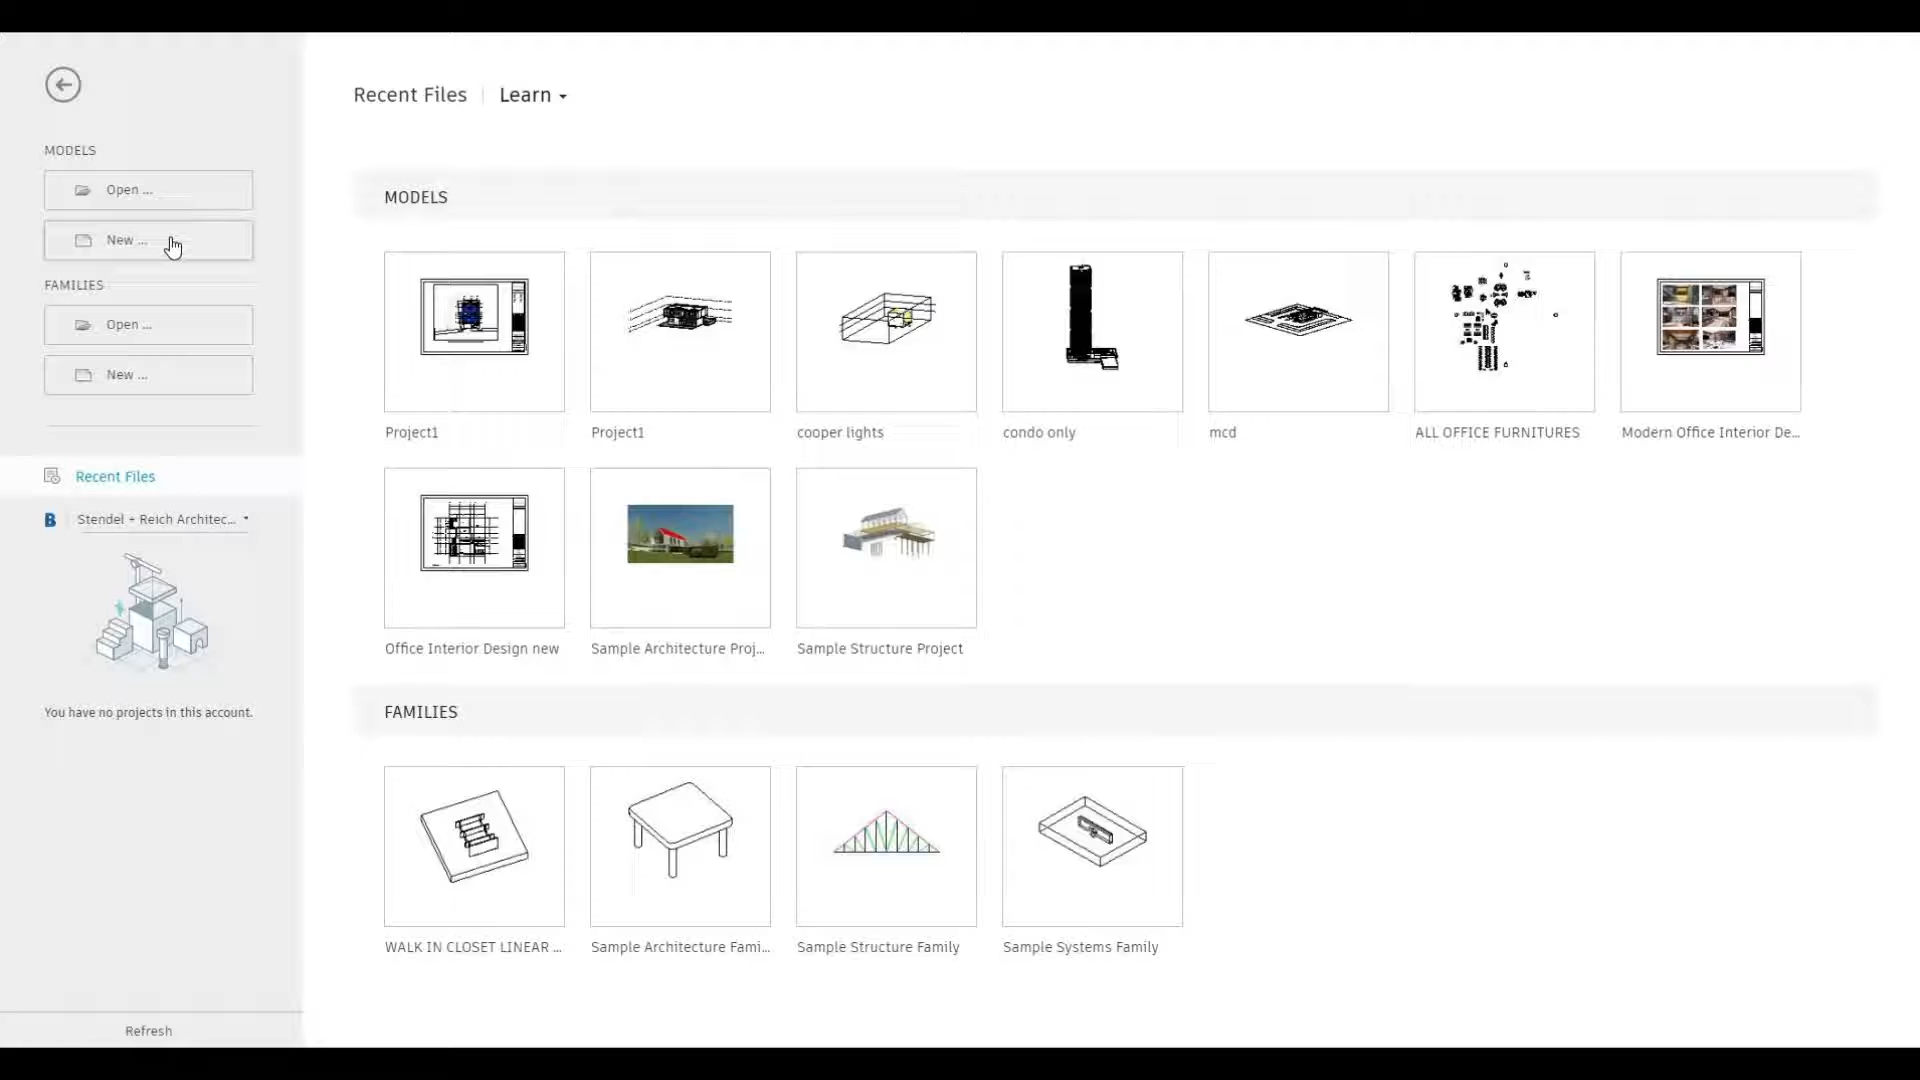 Recent Files
Learn
MODELS
Open ...
New ...
FAMILIES
Open ...
New ...
Recent Files
B
Stendel + Reich Architec...
You have no projects in this account.
Refresh
MODELS
Project1
Project1
cooper lights
condo only
mcd
ALL OFFICE FURNITURES
Modern Office Interior De...
Office Interior Design new
Sample Architecture Proj...
Sample Structure Project
FAMILIES
WALK IN CLOSET LINEAR ...
Sample Architecture Fami...
Sample Structure Family
Sample Systems Family